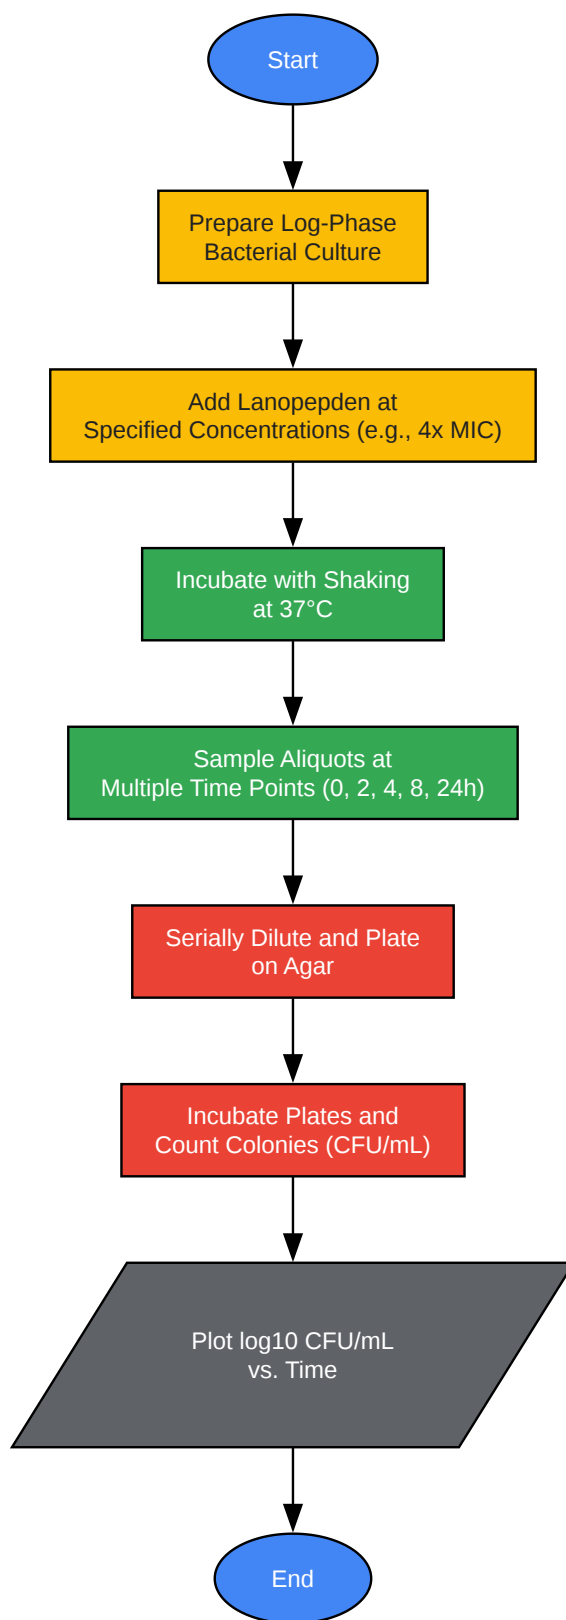 Start
Prepare Log-Phase
Bacterial Culture
Add Lanopepden at
Specified Concentrations (e.g., 4x MIC)
Incubate with Shaking
at 37°C
Sample Aliquots at
Multiple Time Points (0, 2, 4, 8, 24h)
Serially Dilute and Plate
on Agar
Incubate Plates and
Count Colonies (CFU/mL)
Plot log10 CFU/mL
vs. Time
End